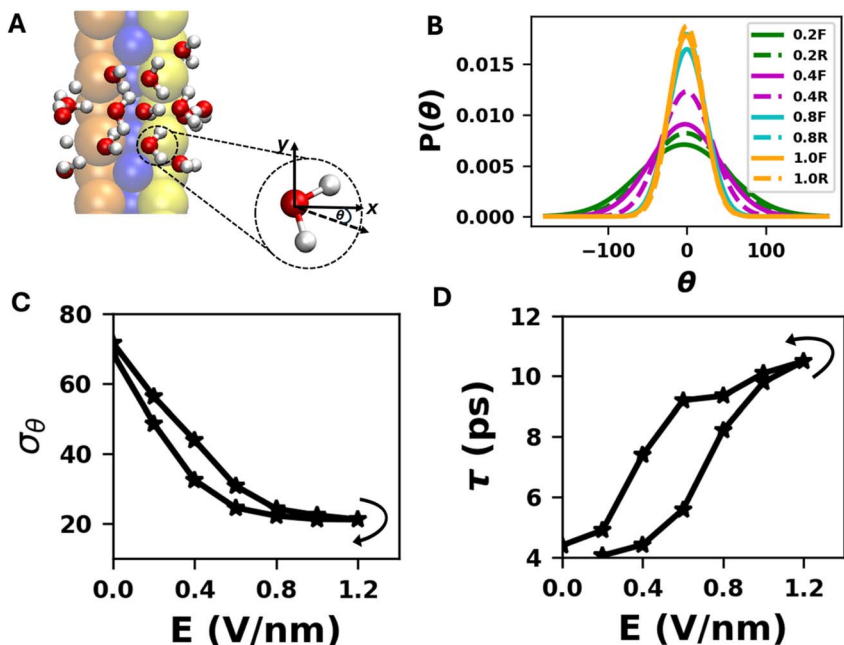 A
y
x
θ
B
P(θ)
0.015
0.010
0.005
0.000
−100
0
100
θ
0.2F
0.2R
0.4F
0.4R
0.8F
0.8R
1.0F
1.0R
C
σθ
80
60
40
20
0.0
0.4
0.8
1.2
E (V/nm)
D
τ (ps)
12
10
8
6
4
0.0
0.4
0.8
1.2
E (V/nm)